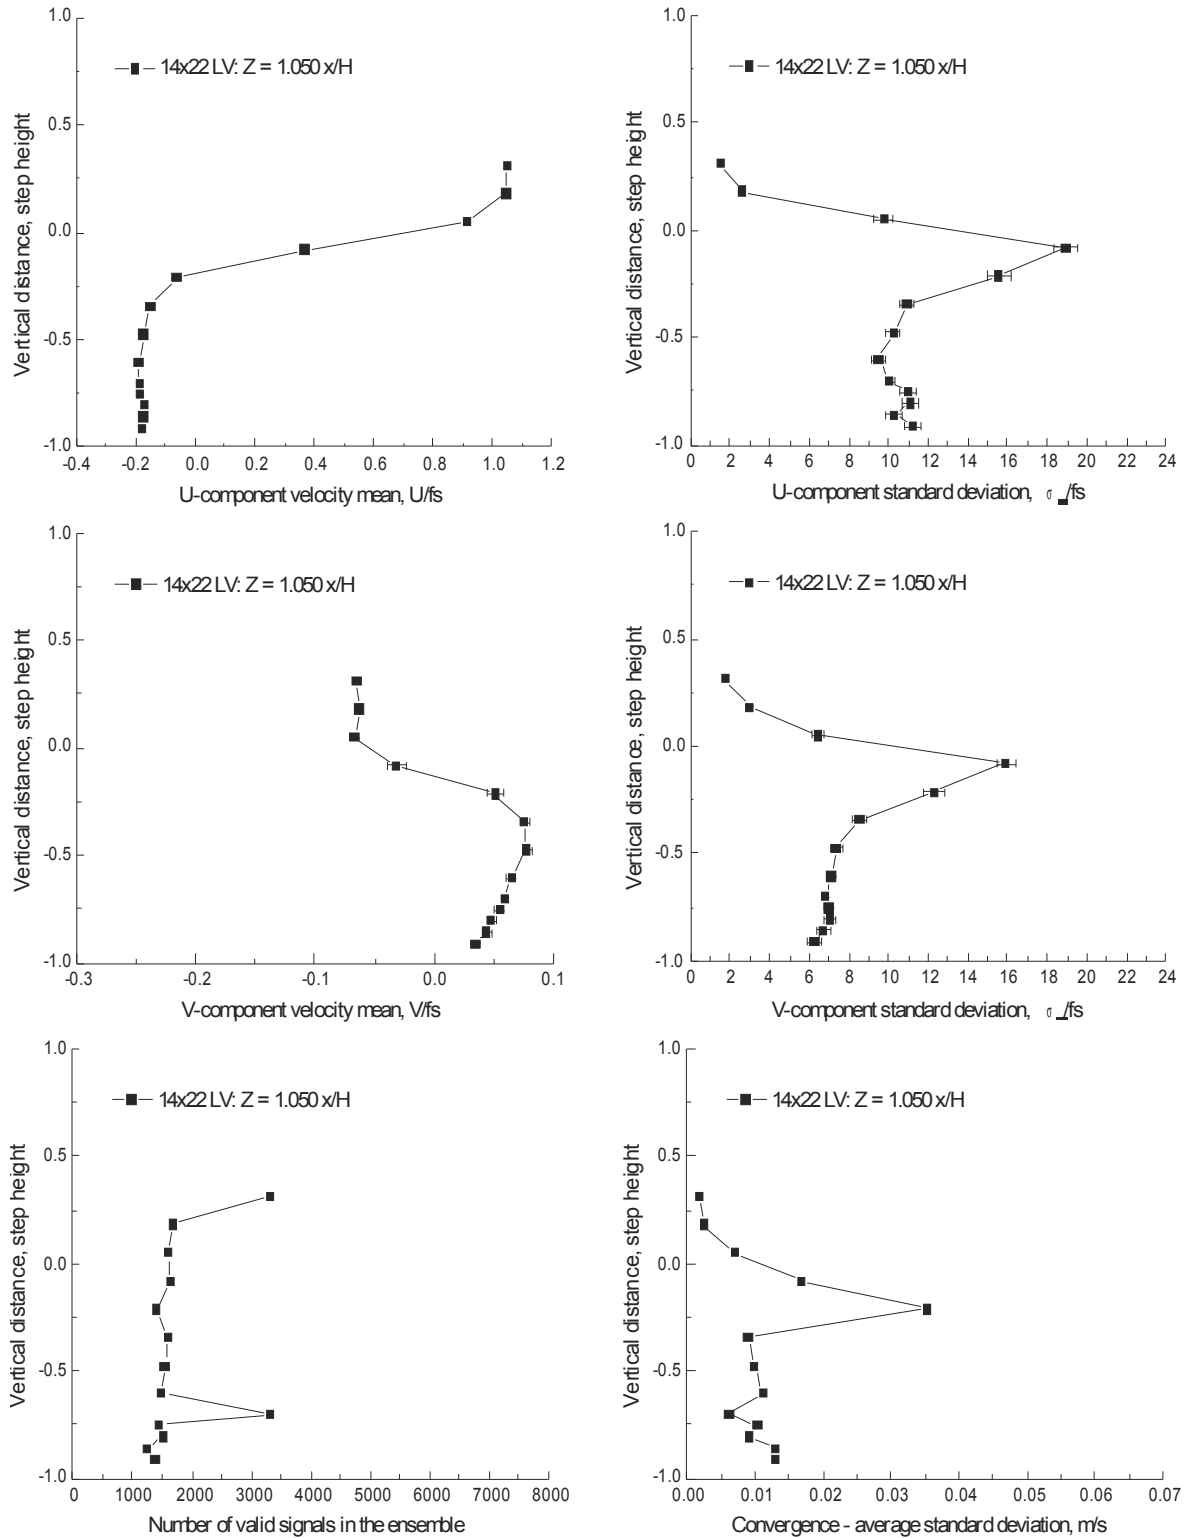 1.0
14x22 LV: Z = 1.050 x/H
0.5
0.0
-0.5
-1.0
Vertical distance, step height
-0.4 -0.2 0.0 0.2 0.4 0.6 0.8 1.0 1.2
U-component velocity mean, U/fs
1.0
14x22 LV: Z = 1.050 x/H
0.5
0.0
-0.5
-1.0
Vertical distance, step height
0 2 4 6 8 10 12 14 16 18 20 22 24
U-component standard deviation, σ_/fs
1.0
14x22 LV: Z = 1.050 x/H
0.5
0.0
-0.5
-1.0
Vertical distance, step height
-0.3 -0.2 -0.1 0.0 0.1
V-component velocity mean, V/fs
1.0
14x22 LV: Z = 1.050 x/H
0.5
0.0
-0.5
-1.0
Vertical distance, step height
0 2 4 6 8 10 12 14 16 18 20 22 24
V-component standard deviation, σ_/fs
1.0
14x22 LV: Z = 1.050 x/H
0.5
0.0
-0.5
-1.0
Vertical distance, step height
0 1000 2000 3000 4000 5000 6000 7000 8000
Number of valid signals in the ensemble
1.0
14x22 LV: Z = 1.050 x/H
0.5
0.0
-0.5
-1.0
Vertical distance, step height
0.00 0.01 0.02 0.03 0.04 0.05 0.06 0.07
Convergence - average standard deviation, m/s